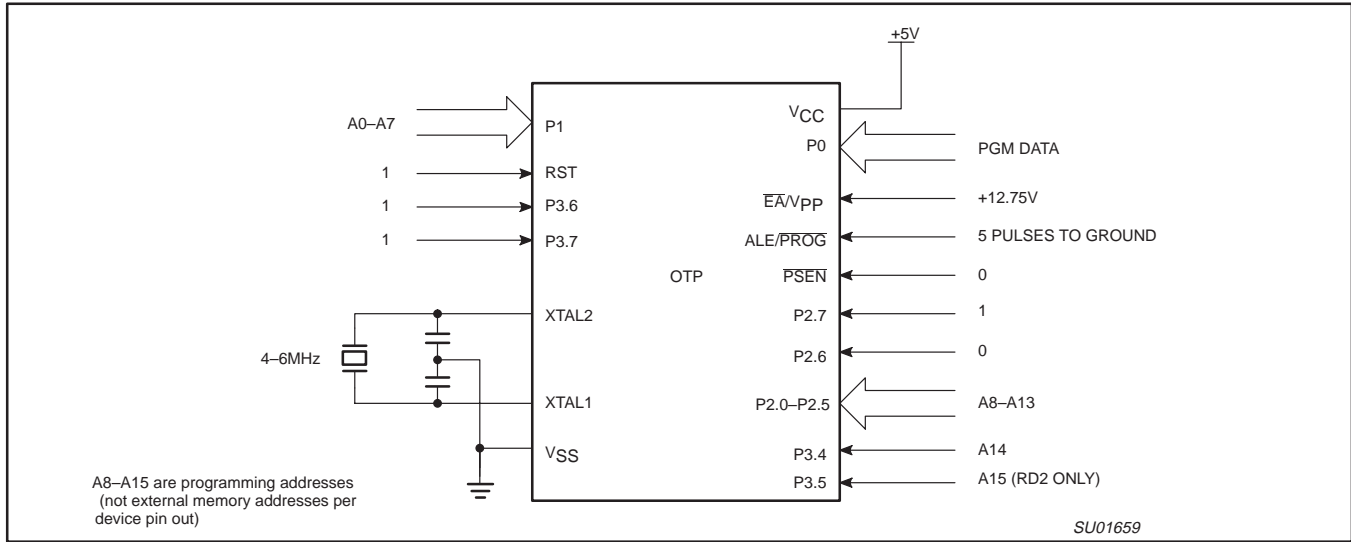 +5V
A0–A7
P1
VCC
P0
PGM DATA
1
RST
1
P3.6
EA/VPP
+12.75V
1
P3.7
ALE/PROG
5 PULSES TO GROUND
OTP
PSEN
0
XTAL2
P2.7
1
4–6MHz
P2.6
0
XTAL1
P2.0–P2.5
A8–A13
VSS
P3.4
A14
P3.5
A15 (RD2 ONLY)
A8–A15 are programming addresses
(not external memory addresses per
device pin out)
SU01659